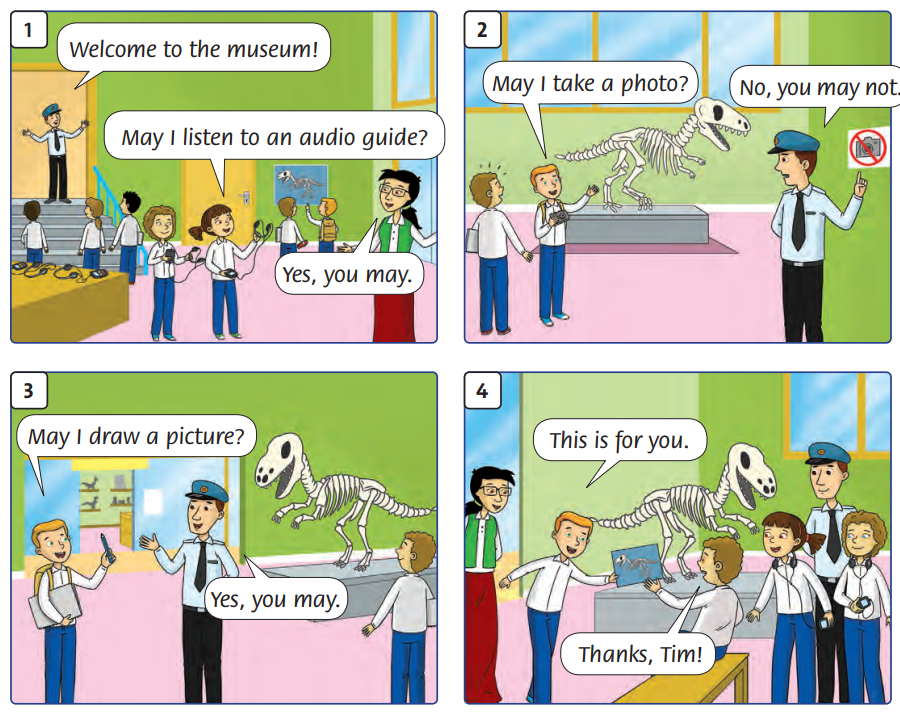 1
Welcome to the museum!
May I listen to an audio guide?
Yes, you may.
2
May I take a photo?
No, you may not.
3
May I draw a picture?
Yes, you may.
4
This is for you.
Thanks, Tim!